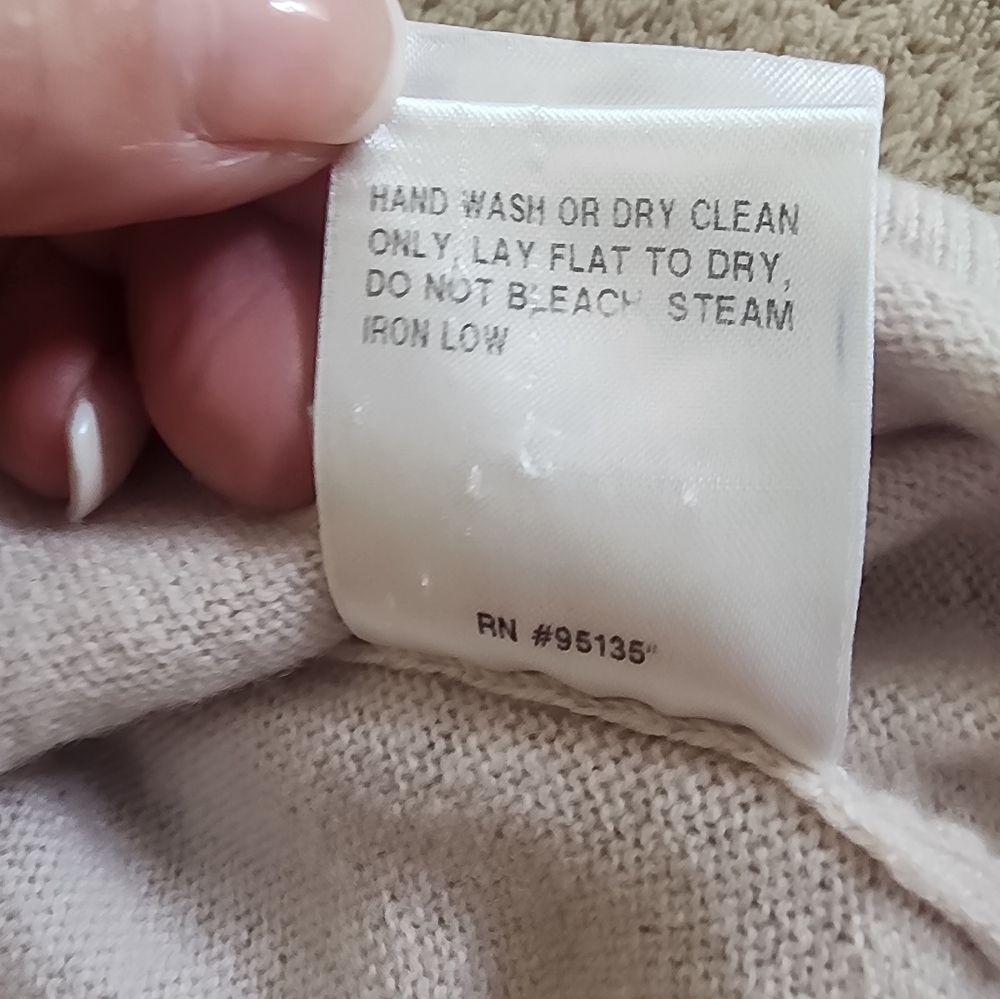 HAND WASH OR DRY CLEAN
ONLY, LAY FLAT TO DRY,
DO NOT BLEACH STEAM
IRON LOW
RN #95135